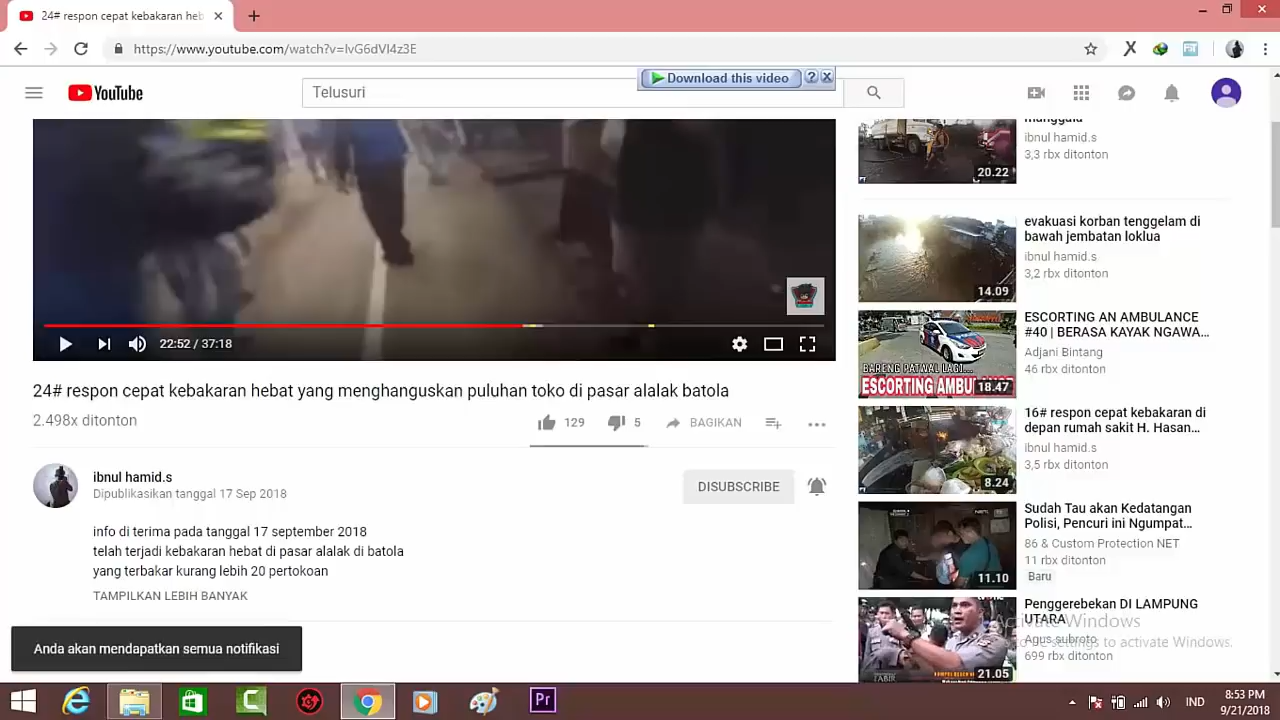 24# respon cepat kebakaran heb
https://www.youtube.com/watch?v=IvG6dVI4z3E
Download this video
YouTube
Telusuri
22:52 / 37:18
24# respon cepat kebakaran hebat yang menghanguskan puluhan toko di pasar alalak batola
2.498x ditonton
129
5
BAGIKAN
ibnul hamid.s
Dipublikasikan tanggal 17 Sep 2018
DISUBSCRIBE
info di terima pada tanggal 17 september 2018
telah terjadi kebakaran hebat di pasar alalak di batola
yang terbakar kurang lebih 20 pertokoan
TAMPILKAN LEBIH BANYAK
Anda akan mendapatkan semua notifikasi
manggala
ibnul hamid.s
3,3 rbx ditonton
20.22
evakuasi korban tenggelam di
bawah jembatan loklua
ibnul hamid.s
3,2 rbx ditonton
14.09
ESCORTING AN AMBULANCE
#40 | BERASA KAYAK NGAWA...
Adjani Bintang
46 rbx ditonton
BARENG PATWAL LAGI...
ESCORTING AMBU
18.47
16# respon cepat kebakaran di
depan rumah sakit H. Hasan...
ibnul hamid.s
3,5 rbx ditonton
8.24
Sudah Tau akan Kedatangan
Polisi, Pencuri ini Ngumpat...
86 & Custom Protection NET
11 rbx ditonton
Baru
11.10
Penggerebekan DI LAMPUNG
UTARA
Agus subroto
699 rbx ditonton
21.05
Activate Windows
to PC settings to activate Windows.
Pr
IND
8:53 PM
9/21/2018